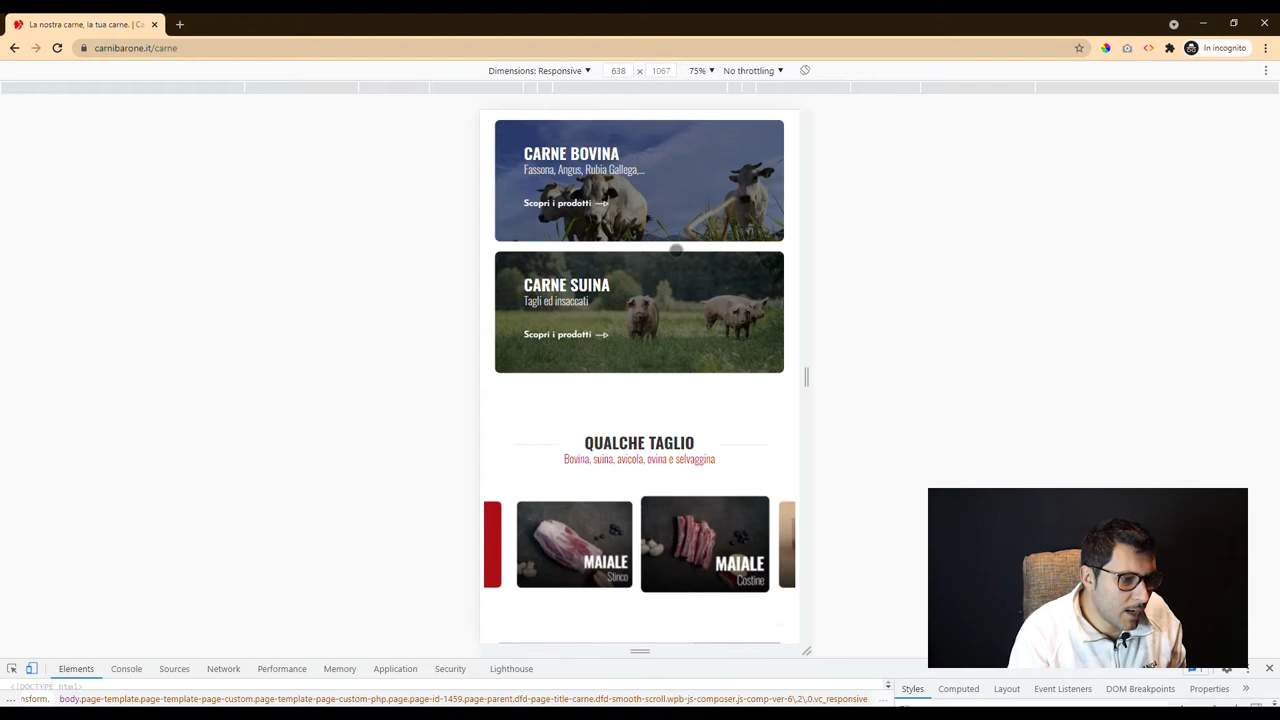 La nostra carne, la tua carne. | Ca
carnibarone.it/carne
In incognito
Dimensions: Responsive
638 × 1067
75%
No throttling
CARNE BOVINA
Fassona, Angus, Rubia Gallega,...
Scopri i prodotti
CARNE SUINA
Tagli ed insaccati
Scopri i prodotti
QUALCHE TAGLIO
Bovina, suina, avicola, ovina e selvaggina
MAIALE
Stinco
MAIALE
Costine
Elements Console Sources Network Performance Memory Application Security Lighthouse
<!DOCTYPE html>
Styles Computed Layout Event Listeners DOM Breakpoints Properties
nsform. body.page-template.page-template-page-custom.page-template-page-custom-php.page.page-id-1459.page-parent.dfd-page-title-carne.dfd-smooth-scroll.wpb-js-composer.js-comp-ver-6\,2\,0.vc_responsive